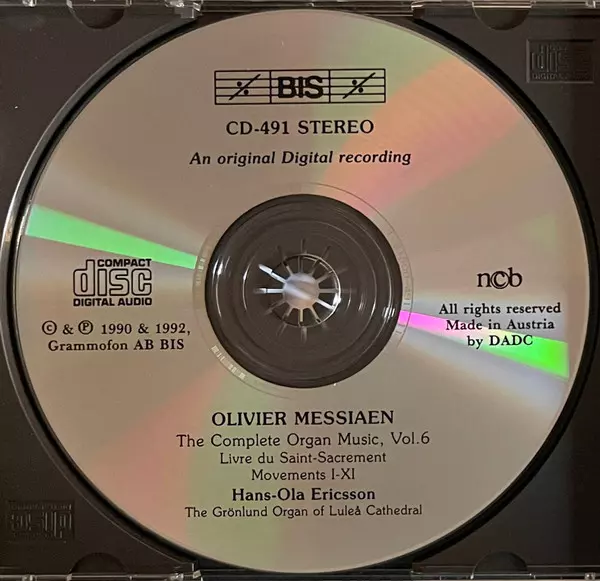 BIS
CD-491 STEREO
An original Digital recording
COMPACT
disc
DIGITAL AUDIO
© & ℗ 1990 & 1992,
Grammofon AB BIS
ncb
All rights reserved
Made in Austria
by DADC
OLIVIER MESSIAEN
The Complete Organ Music, Vol.6
Livre du Saint-Sacrement
Movements I-XI
Hans-Ola Ericsson
The Grönlund Organ of Luleå Cathedral